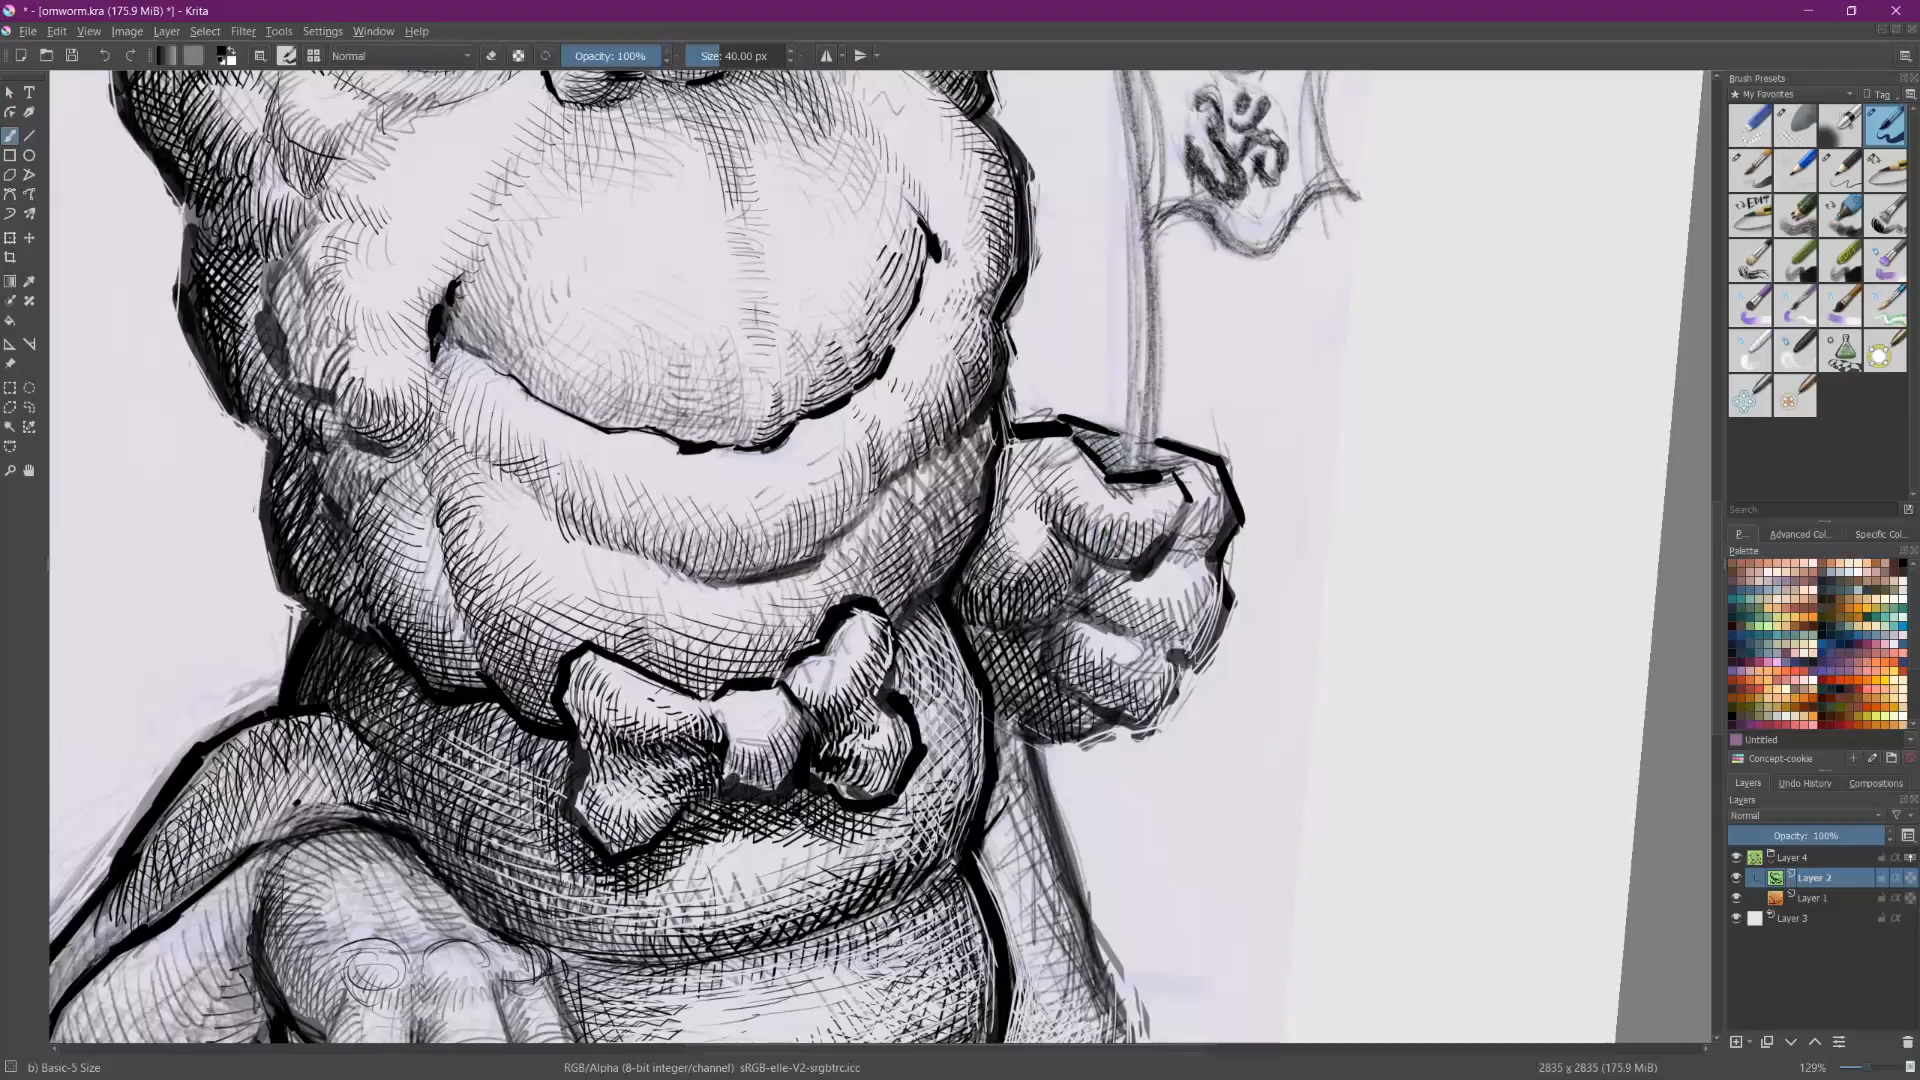 * - [omworm.kra (175.9 MiB) *] - Krita
File Edit View Image Layer Select Filter Tools Settings Window Help
Normal Opacity: 100% Size: 40.00 px
Brush Presets
My Favorites Tag
EDIT
ॐ
Search
P... Advanced Col... Specific Col...
Palette
Untitled
Concept-cookie
Layers Undo History Compositions
Layers
Normal
Opacity: 100%
Layer 4
Layer 2
Layer 1
Layer 3
b) Basic-5 Size RGB/Alpha (8-bit integer/channel) sRGB-elle-V2-srgbtrc.icc 2835 x 2835 (175.9 MiB) 129%